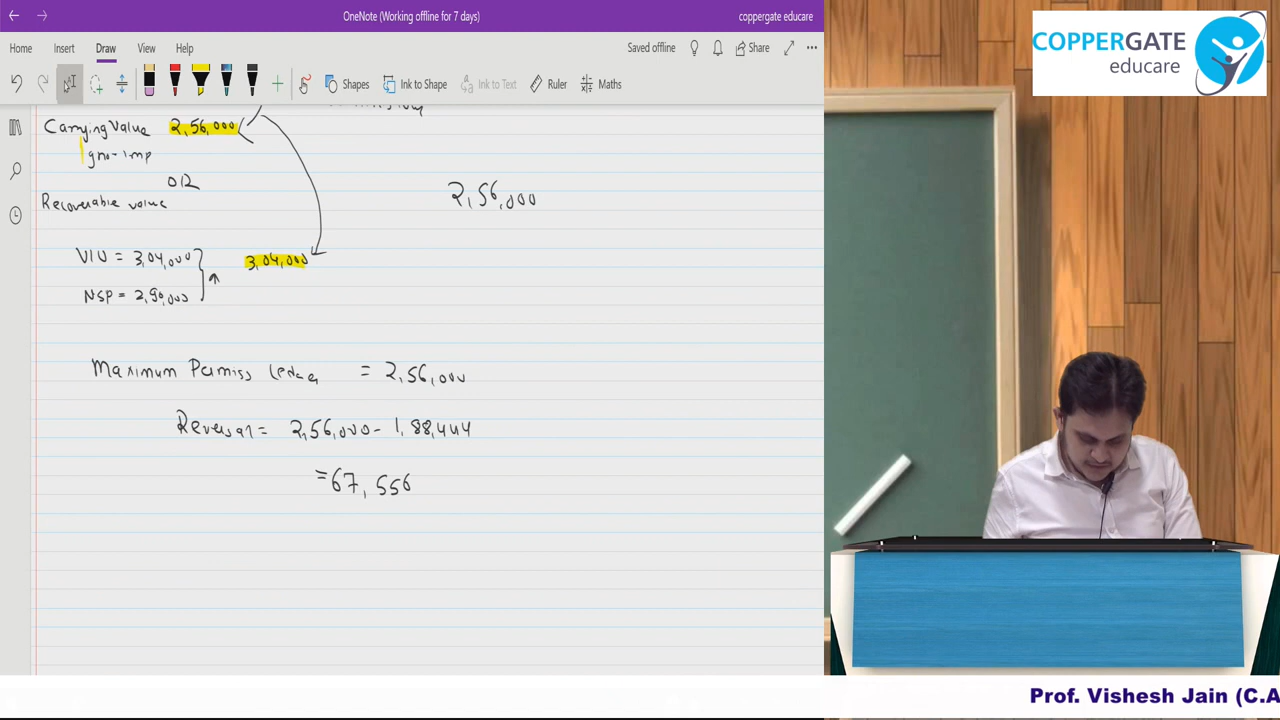 OneNote (Working offline for 7 days)
coppergate educare
Home Insert Draw View Help
Saved offline Share
Shapes Ink to Shape Ink to Text Ruler Maths
Carrying Value 2,56,000
gno-imp
OR
Recoverable value
2,56,000
VIU = 3,04,000
3,04,000
NSP = 2,90,000
Maximum = 2,56,000
Reversal = 2,56,000 - 1,88,444
= 67,556
COPPERGATE
educare
Prof. Vishesh Jain (C.A